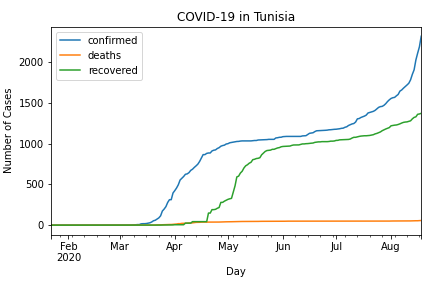 COVID-19 in Tunisia
confirmed
deaths
recovered
Number of Cases
2000
1500
1000
500
0
Feb Mar Apr May Jun Jul Aug
2020
Day